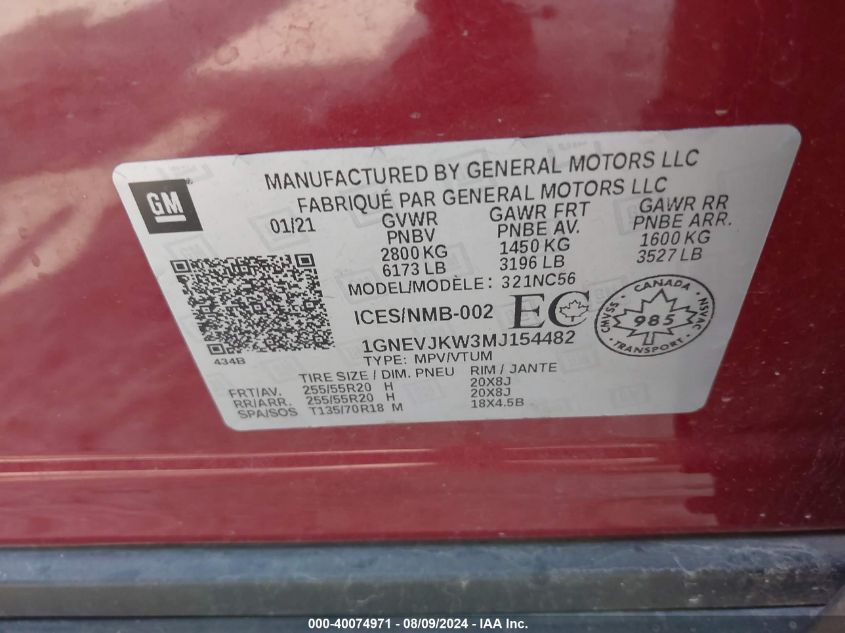 GM
MANUFACTURED BY GENERAL MOTORS LLC
FABRIQUÉ PAR GENERAL MOTORS LLC
01/21
GVWR
PNBV
2800 KG
6173 LB
GAWR FRT
PNBE AV.
1450 KG
3196 LB
GAWR RR
PNBE ARR.
1600 KG
3527 LB
MODEL/MODÈLE: 321NC56
ICES/NMB-002
EC
CANADA
CMVSS
985
NSVAC
TRANSPORT
434B
1GNEVJKW3MJ154482
TYPE: MPV/VTUM
TIRE SIZE / DIM. PNEU RIM / JANTE
FRT/AV. 255/55R20 H 20X8J
RR/ARR. 255/55R20 H 20X8J
SPA/SOS T135/70R18 M 18X4.5B
000-40074971 - 08/09/2024 - IAA Inc.